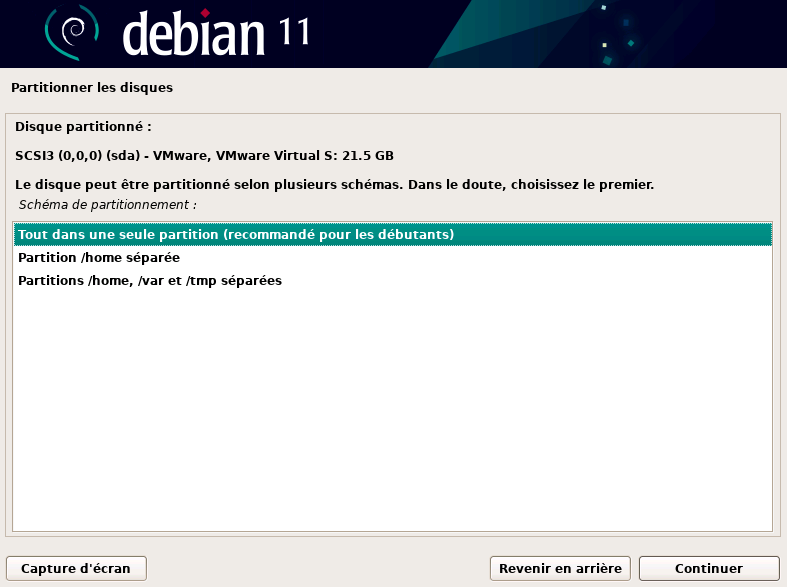 debian 11
Partitionner les disques
Disque partitionné :
SCSI3 (0,0,0) (sda) - VMware, VMware Virtual S: 21.5 GB
Le disque peut être partitionné selon plusieurs schémas. Dans le doute, choisissez le premier.
Schéma de partitionnement :
Tout dans une seule partition (recommandé pour les débutants)
Partition /home séparée
Partitions /home, /var et /tmp séparées
Capture d'écran
Revenir en arrière
Continuer